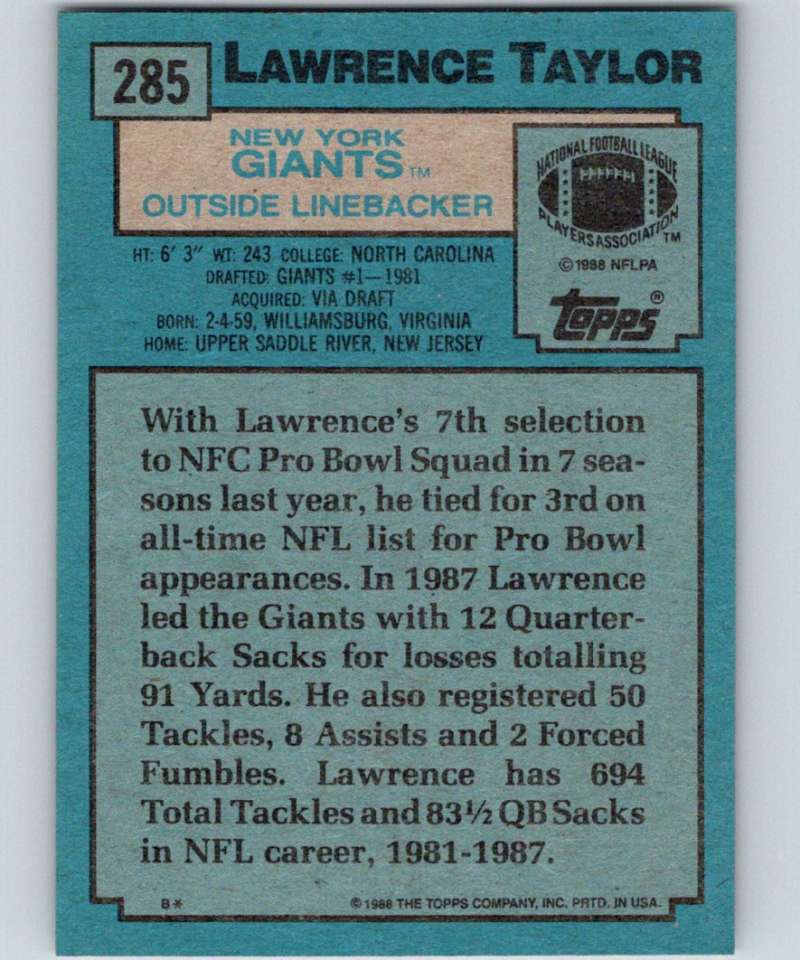 285
LAWRENCE TAYLOR
NEW YORK
GIANTS™
OUTSIDE LINEBACKER
NATIONAL FOOTBALL LEAGUE
PLAYERS ASSOCIATION™
©1988 NFLPA
Topps®
HT: 6' 3" WT: 243 COLLEGE: NORTH CAROLINA
DRAFTED: GIANTS #1—1981
ACQUIRED: VIA DRAFT
BORN: 2-4-59, WILLIAMSBURG, VIRGINIA
HOME: UPPER SADDLE RIVER, NEW JERSEY
With Lawrence's 7th selection
to NFC Pro Bowl Squad in 7 sea-
sons last year, he tied for 3rd on
all-time NFL list for Pro Bowl
appearances. In 1987 Lawrence
led the Giants with 12 Quarter-
back Sacks for losses totalling
91 Yards. He also registered 50
Tackles, 8 Assists and 2 Forced
Fumbles. Lawrence has 694
Total Tackles and 83½ QB Sacks
in NFL career, 1981-1987.
B*
©1988 THE TOPPS COMPANY, INC. PRTD. IN USA.